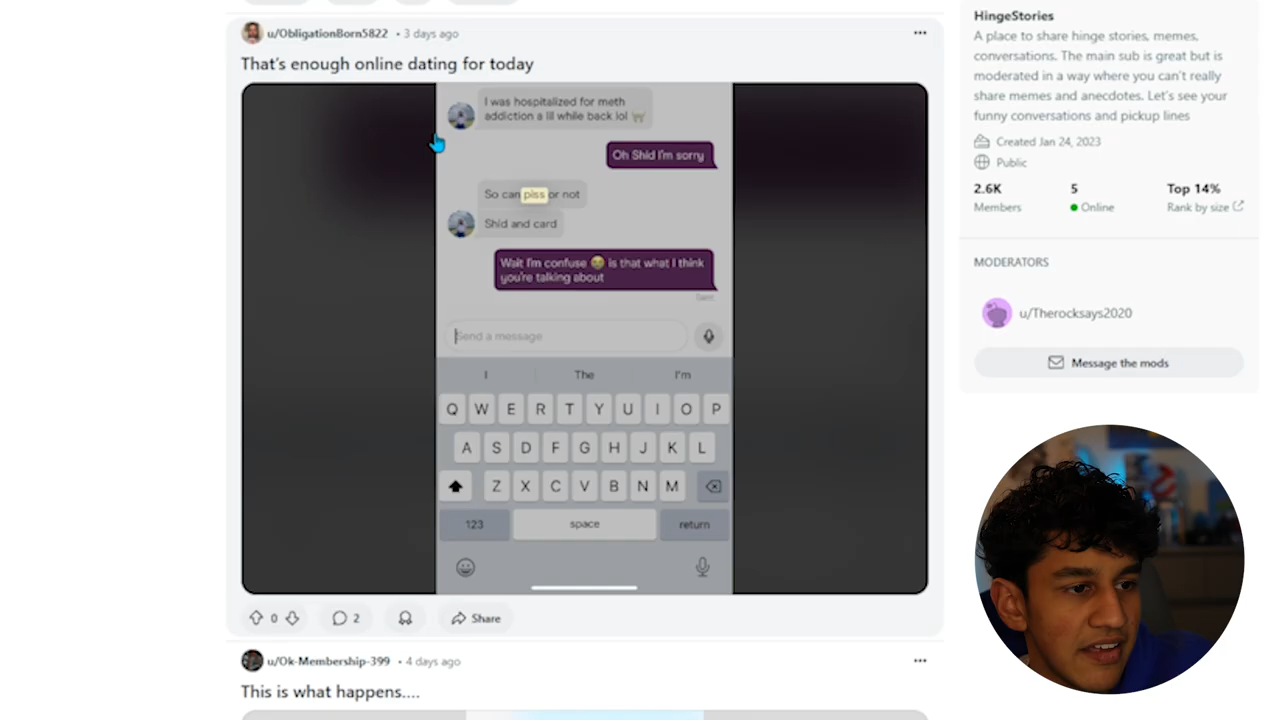 u/ObligationBorn5822 • 3 days ago
That's enough online dating for today
I was hospitalized for meth
addiction a lil while back lol
Oh Shid I'm sorry
So can piss or not
Shid and card
Wait I'm confuse 😭 is that what I think
you're talking about
Sent
Send a message
I The I'm
Q W E R T Y U I O P
A S D F G H J K L
Z X C V B N M
123 space return
0 2 Share
u/Ok-Membership-399 • 4 days ago
This is what happens....
HingeStories
A place to share hinge stories, memes,
conversations. The main sub is great but is
moderated in a way where you can't really
share memes and anecdotes. Let's see your
funny conversations and pickup lines
Created Jan 24, 2023
Public
2.6K 5 Top 14%
Members Online Rank by size
MODERATORS
u/Therocksays2020
Message the mods